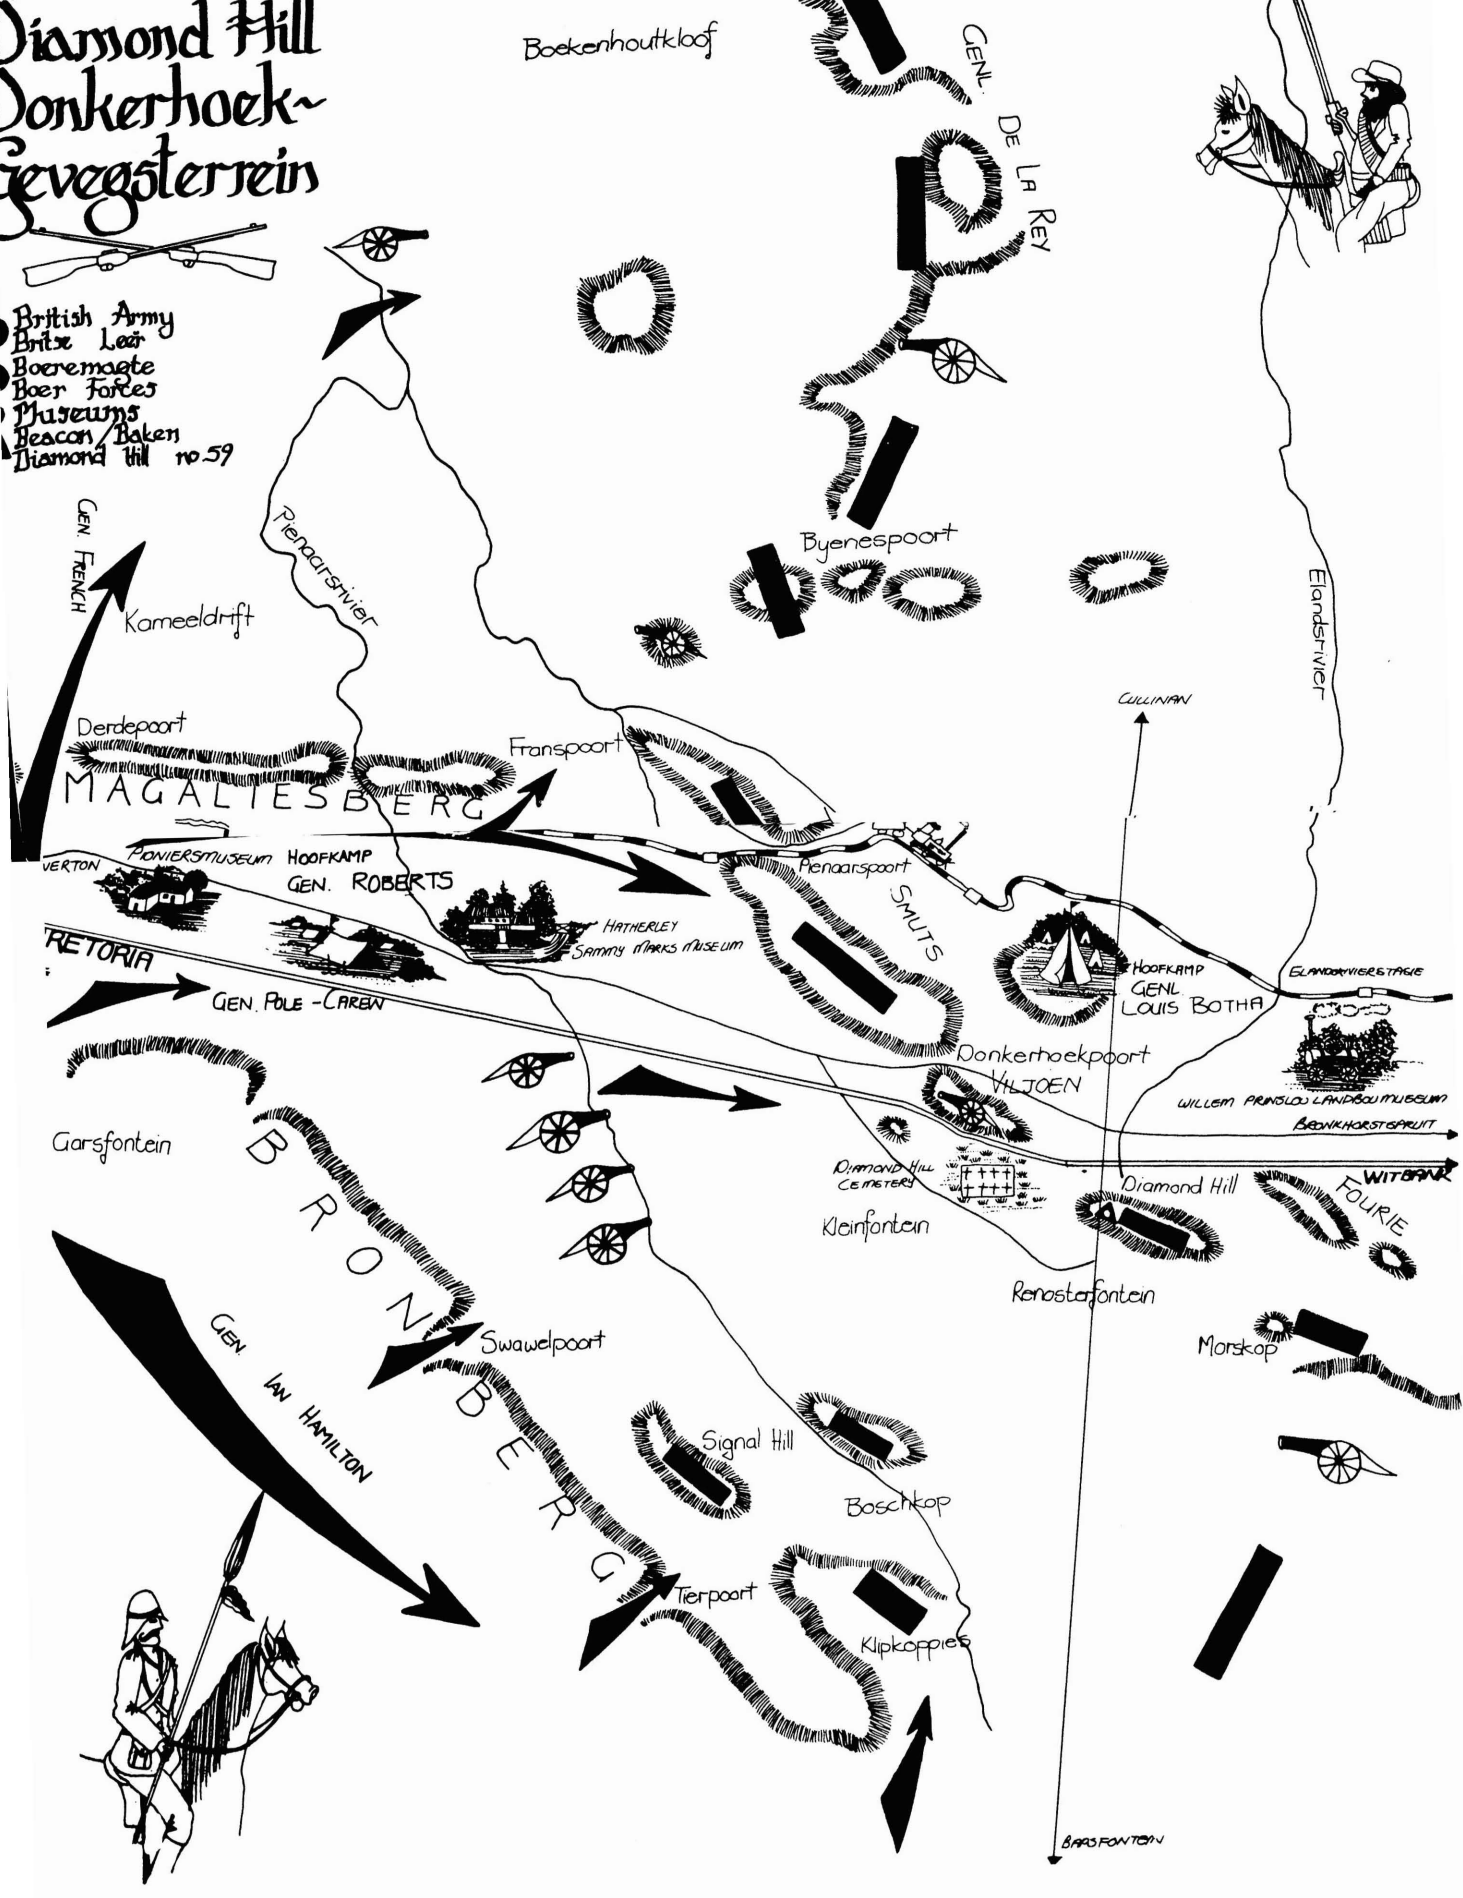 Diamond Hill
Donkerhoek~
Gevegsterrein
British Army
Britse Leër
Boeremagte
Boer Forces
Museums
Beacon/Baken
Diamond Hill no.59
Boekenhoutkloof
GENL. DE LA REY
GEN. FRENCH
Kameeldrift
Pienaarsrivier
Byenespoort
Elandsrivier
CULLINAN
Derdepoort
MAGALIESBERG
Franspoort
VERTON
PIONIERSMUSEUM
HOOFKAMP
GEN. ROBERTS
Pienaarspoort
SMUTS
HATHERLEY
SAMMY MARKS MUSEUM
RETORIA
GEN. POLE-CAREW
HOOFKAMP
GENL.
LOUIS BOTHA
Donkerhoekpoort
VILJOEN
WILLEM PRINSLOO LANDBOUMUSEUM
BRONKHORSTSPRUIT
WITBANK
Garsfontein
DIAMOND HILL
CEMETERY
Diamond Hill
FOURIE
Kleinfontein
Renosterfontein
BRONBERG
GEN. IAN HAMILTON
Swawelpoort
Morskop
Signal Hill
Boschkop
Tierpoort
Klipkoppies
BAPSFONTEIN